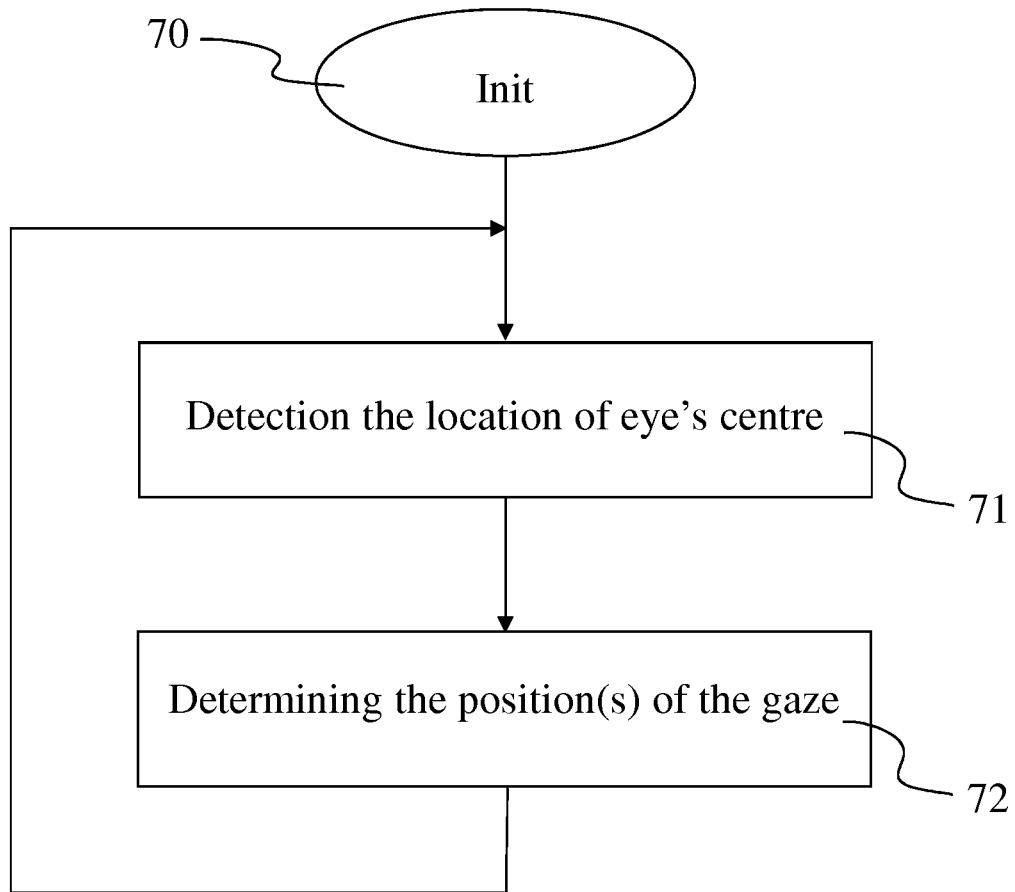 70
Init
Detection the location of eye's centre
71
Determining the position(s) of the gaze
72